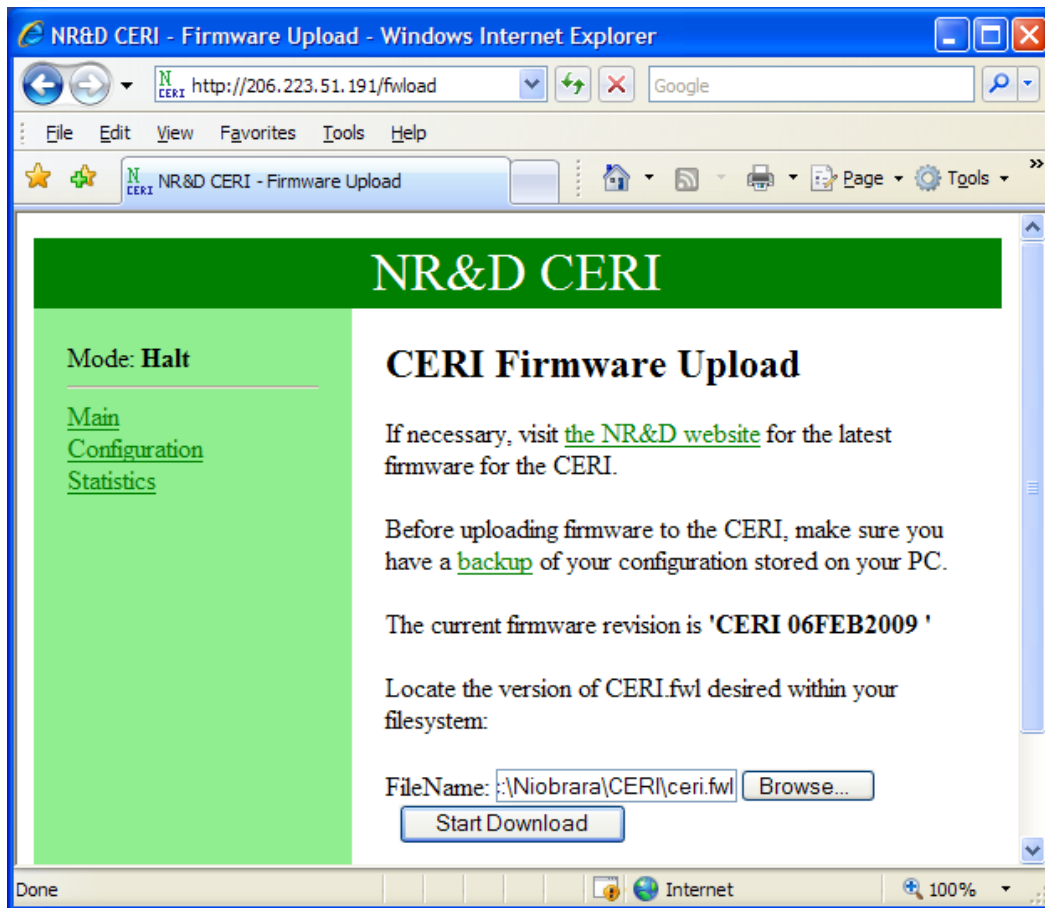 NR&D CERI - Firmware Upload - Windows Internet Explorer
N CERI http://206.223.51.191/fwload Google
File Edit View Favorites Tools Help
N CERI NR&D CERI - Firmware Upload Page Tools »
NR&D CERI
Mode: Halt
Main
Configuration
Statistics
CERI Firmware Upload
If necessary, visit the NR&D website for the latest
firmware for the CERI.
Before uploading firmware to the CERI, make sure you
have a backup of your configuration stored on your PC.
The current firmware revision is 'CERI 06FEB2009 '
Locate the version of CERI.fwl desired within your
filesystem:
FileName: :\Niobrara\CERI\ceri.fwl Browse...
Start Download
Done Internet 100%